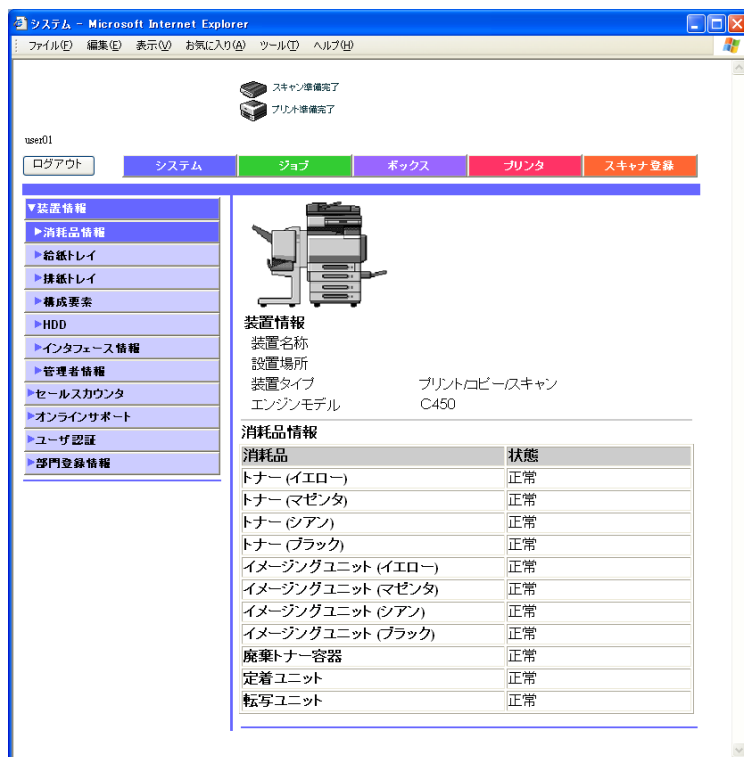 システム - Microsoft Internet Explorer
ファイル(F) 編集(E) 表示(V) お気に入り(A) ツール(T) ヘルプ(H)
スキャン準備完了
プリント準備完了
user01
ログアウト システム ジョブ ボックス プリンタ スキャナ登録
▼装置情報
▶消耗品情報
▶給紙トレイ
▶排紙トレイ
▶構成要素
▶HDD
▶インタフェース情報
▶管理者情報
▶セールスカウンタ
▶オンラインサポート
▶ユーザ認証
▶部門登録情報
装置情報
装置名称
設置場所
装置タイプ プリント/コピー/スキャン
エンジンモデル C450
消耗品情報
消耗品 状態
トナー (イエロー) 正常
トナー (マゼンタ) 正常
トナー (シアン) 正常
トナー (ブラック) 正常
イメージングユニット (イエロー) 正常
イメージングユニット (マゼンタ) 正常
イメージングユニット (シアン) 正常
イメージングユニット (ブラック) 正常
廃棄トナー容器 正常
定着ユニット 正常
転写ユニット 正常